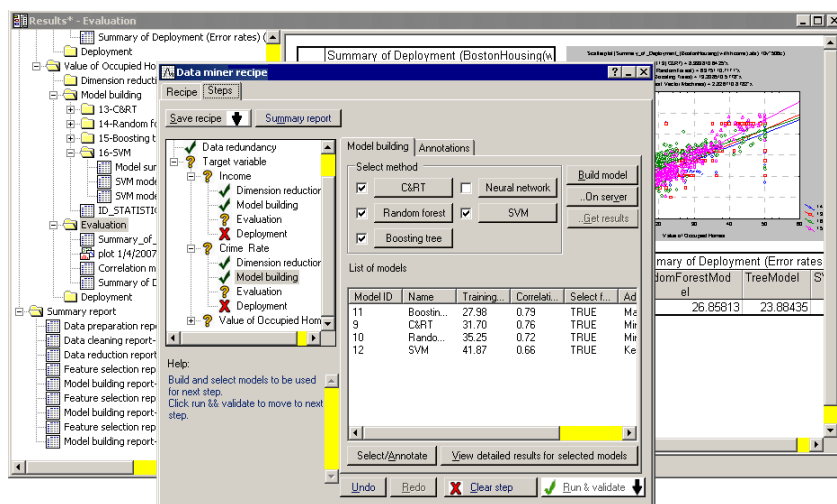 Results* - Evaluation
Summary of Deployment (Error rates) (
Deployment
Value of Occupied Ho
Dimension reducti
Model building
13-C&RT
14-Random fo
15-Boosting t
16-SVM
Model sur
SVM mode
SVM mode
ID_STATISTIC
Evaluation
Summary_of_
plot 1/4/2007
Correlation m
Summary of D
Deployment
Summary report
Data preparation repo
Data cleaning report-
Data reduction report
Feature selection rep
Model building report-
Feature selection rep
Model building report-
Feature selection rep
Model building report-
Summary of Deployment (BostonHousing(w
Data miner recipe
Recipe
Steps
Save recipe
Summary report
Data redundancy
Target variable
Income
Dimension reduction
Model building
Evaluation
Deployment
Crime Rate
Dimension reduction
Model building
Evaluation
Deployment
Value of Occupied Hom
Help:
Build and select models to be used
for next step.
Click run && validate to move to next
step.
Model building
Annotations
Select method
C&RT
Neural network
Random forest
SVM
Boosting tree
Build model
..On server
..Get results
List of models
Model ID Name Training... Correlati... Select f... Ad
11 Boostin... 27.98 0.79 TRUE Ma
9 C&RT 31.70 0.76 TRUE Mir
10 Rando... 35.25 0.72 TRUE Mir
12 SVM 41.87 0.66 TRUE Ke
Select/Annotate
View detailed results for selected models
Undo
Redo
Clear step
Run & validate
Value of Occupied Homes
mary of Deployment (Error rates
domForestMod
el
TreeModel
26.85813 23.88435